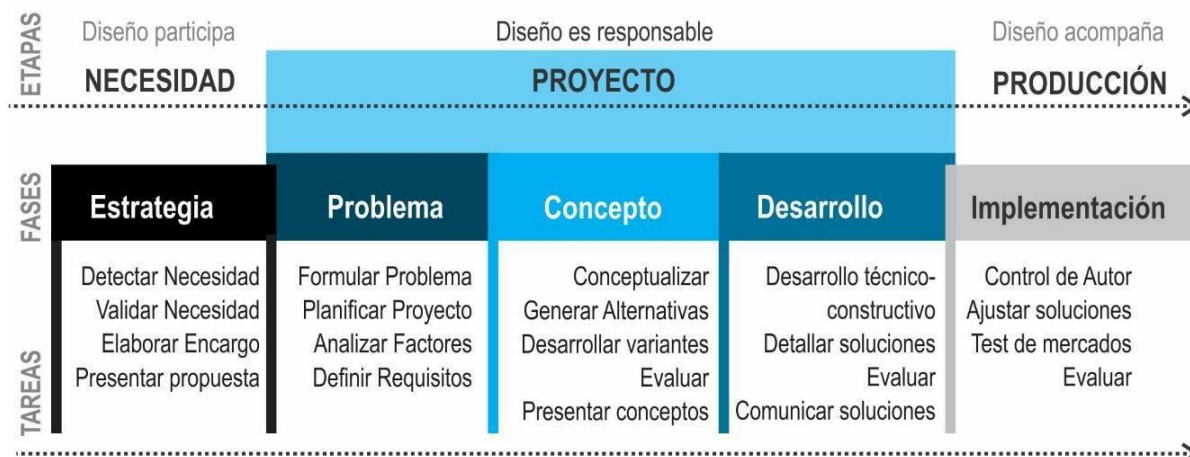 ETAPAS
Diseño participa
NECESIDAD
Diseño es responsable
PROYECTO
Diseño acompaña
PRODUCCIÓN
FASES
Estrategia
Problema
Concepto
Desarrollo
Implementación
TAREAS
Detectar Necesidad
Validar Necesidad
Elaborar Encargo
Presentar propuesta
Formular Problema
Planificar Proyecto
Analizar Factores
Definir Requisitos
Conceptualizar
Generar Alternativas
Desarrollar variantes
Evaluar
Presentar conceptos
Desarrollo técnico-
constructivo
Detallar soluciones
Evaluar
Comunicar soluciones
Control de Autor
Ajustar soluciones
Test de mercados
Evaluar